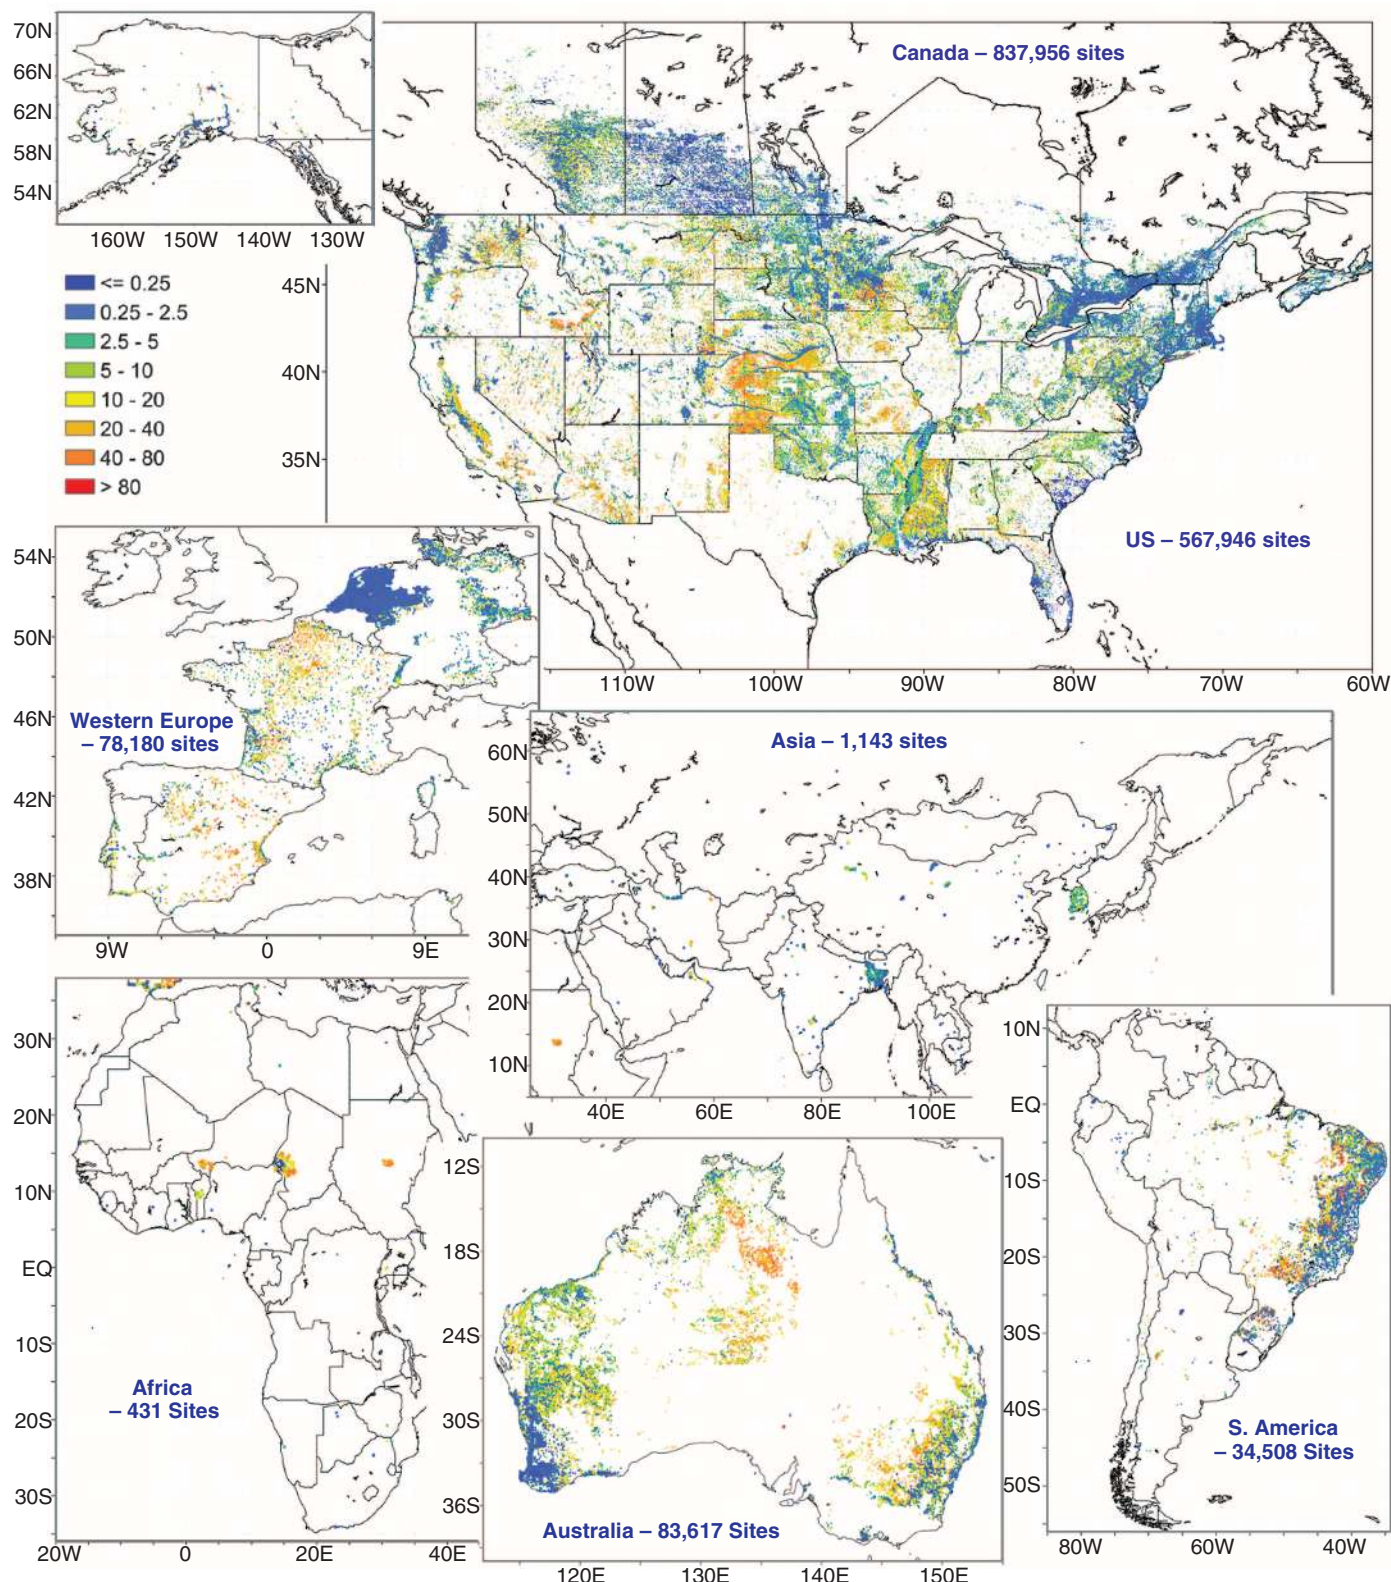 70N
66N
62N
58N
54N
160W 150W 140W 130W
Canada – 837,956 sites
<= 0.25
0.25 - 2.5
2.5 - 5
5 - 10
10 - 20
20 - 40
40 - 80
> 80
45N
40N
35N
US – 567,946 sites
110W 100W 90W 80W 70W 60W
54N
50N
46N
42N
38N
Western Europe
– 78,180 sites
9W 0 9E
Asia – 1,143 sites
60N
50N
40N
30N
20N
10N
40E 60E 80E 100E
30N
20N
10N
EQ
10S
20S
30S
Africa
– 431 Sites
20W 0 20E 40E
12S
18S
24S
30S
36S
Australia – 83,617 Sites
120E 130E 140E 150E
10N
EQ
10S
20S
30S
40S
50S
S. America
– 34,508 Sites
80W 60W 40W